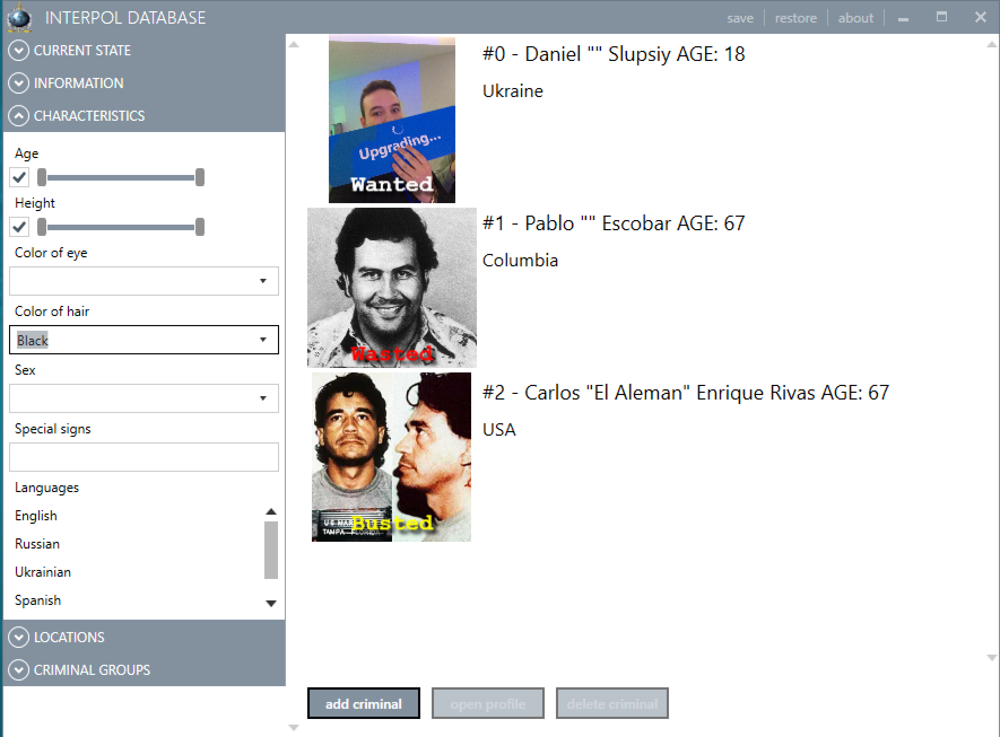 INTERPOL DATABASE
save
restore
about
CURRENT STATE
INFORMATION
CHARACTERISTICS
Age
Height
Color of eye
Color of hair
Black
Sex
Special signs
Languages
English
Russian
Ukrainian
Spanish
LOCATIONS
CRIMINAL GROUPS
#0 - Daniel "" Slupsiy AGE: 18
Ukraine
Upgrading...
Wanted
#1 - Pablo "" Escobar AGE: 67
Columbia
Wasted
#2 - Carlos "El Aleman" Enrique Rivas AGE: 67
USA
Busted
TAMPA
add criminal
open profile
delete criminal